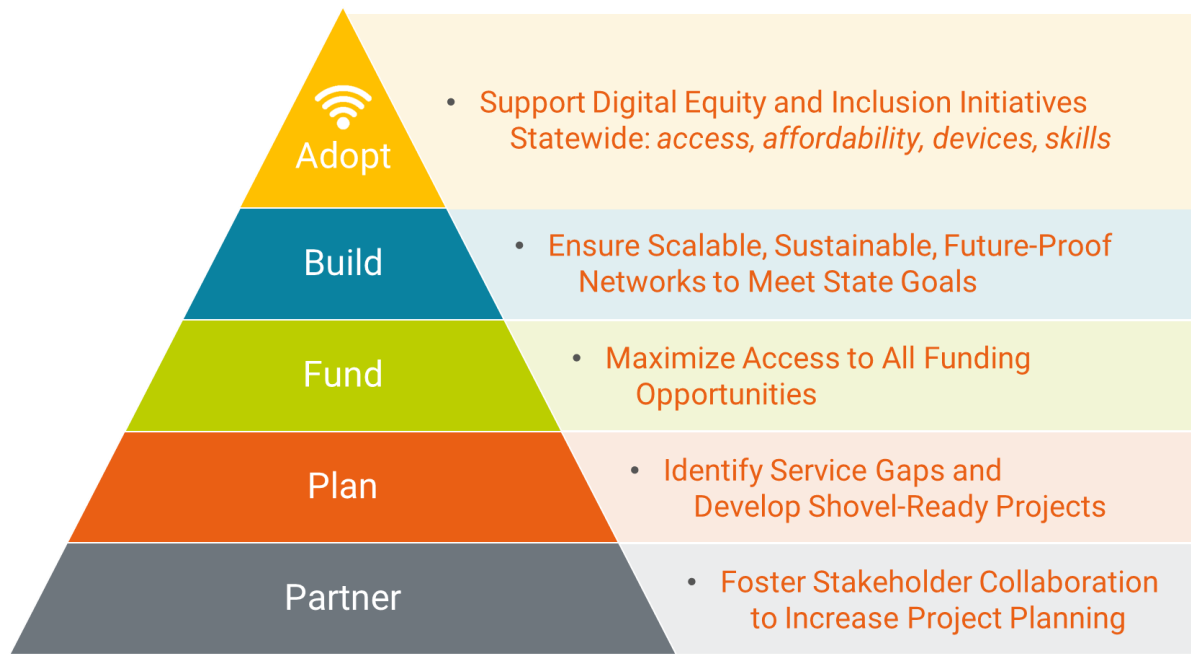 Adopt
• Support Digital Equity and Inclusion Initiatives
Statewide: access, affordability, devices, skills
Build
• Ensure Scalable, Sustainable, Future-Proof
Networks to Meet State Goals
Fund
• Maximize Access to All Funding
Opportunities
Plan
• Identify Service Gaps and
Develop Shovel-Ready Projects
Partner
• Foster Stakeholder Collaboration
to Increase Project Planning